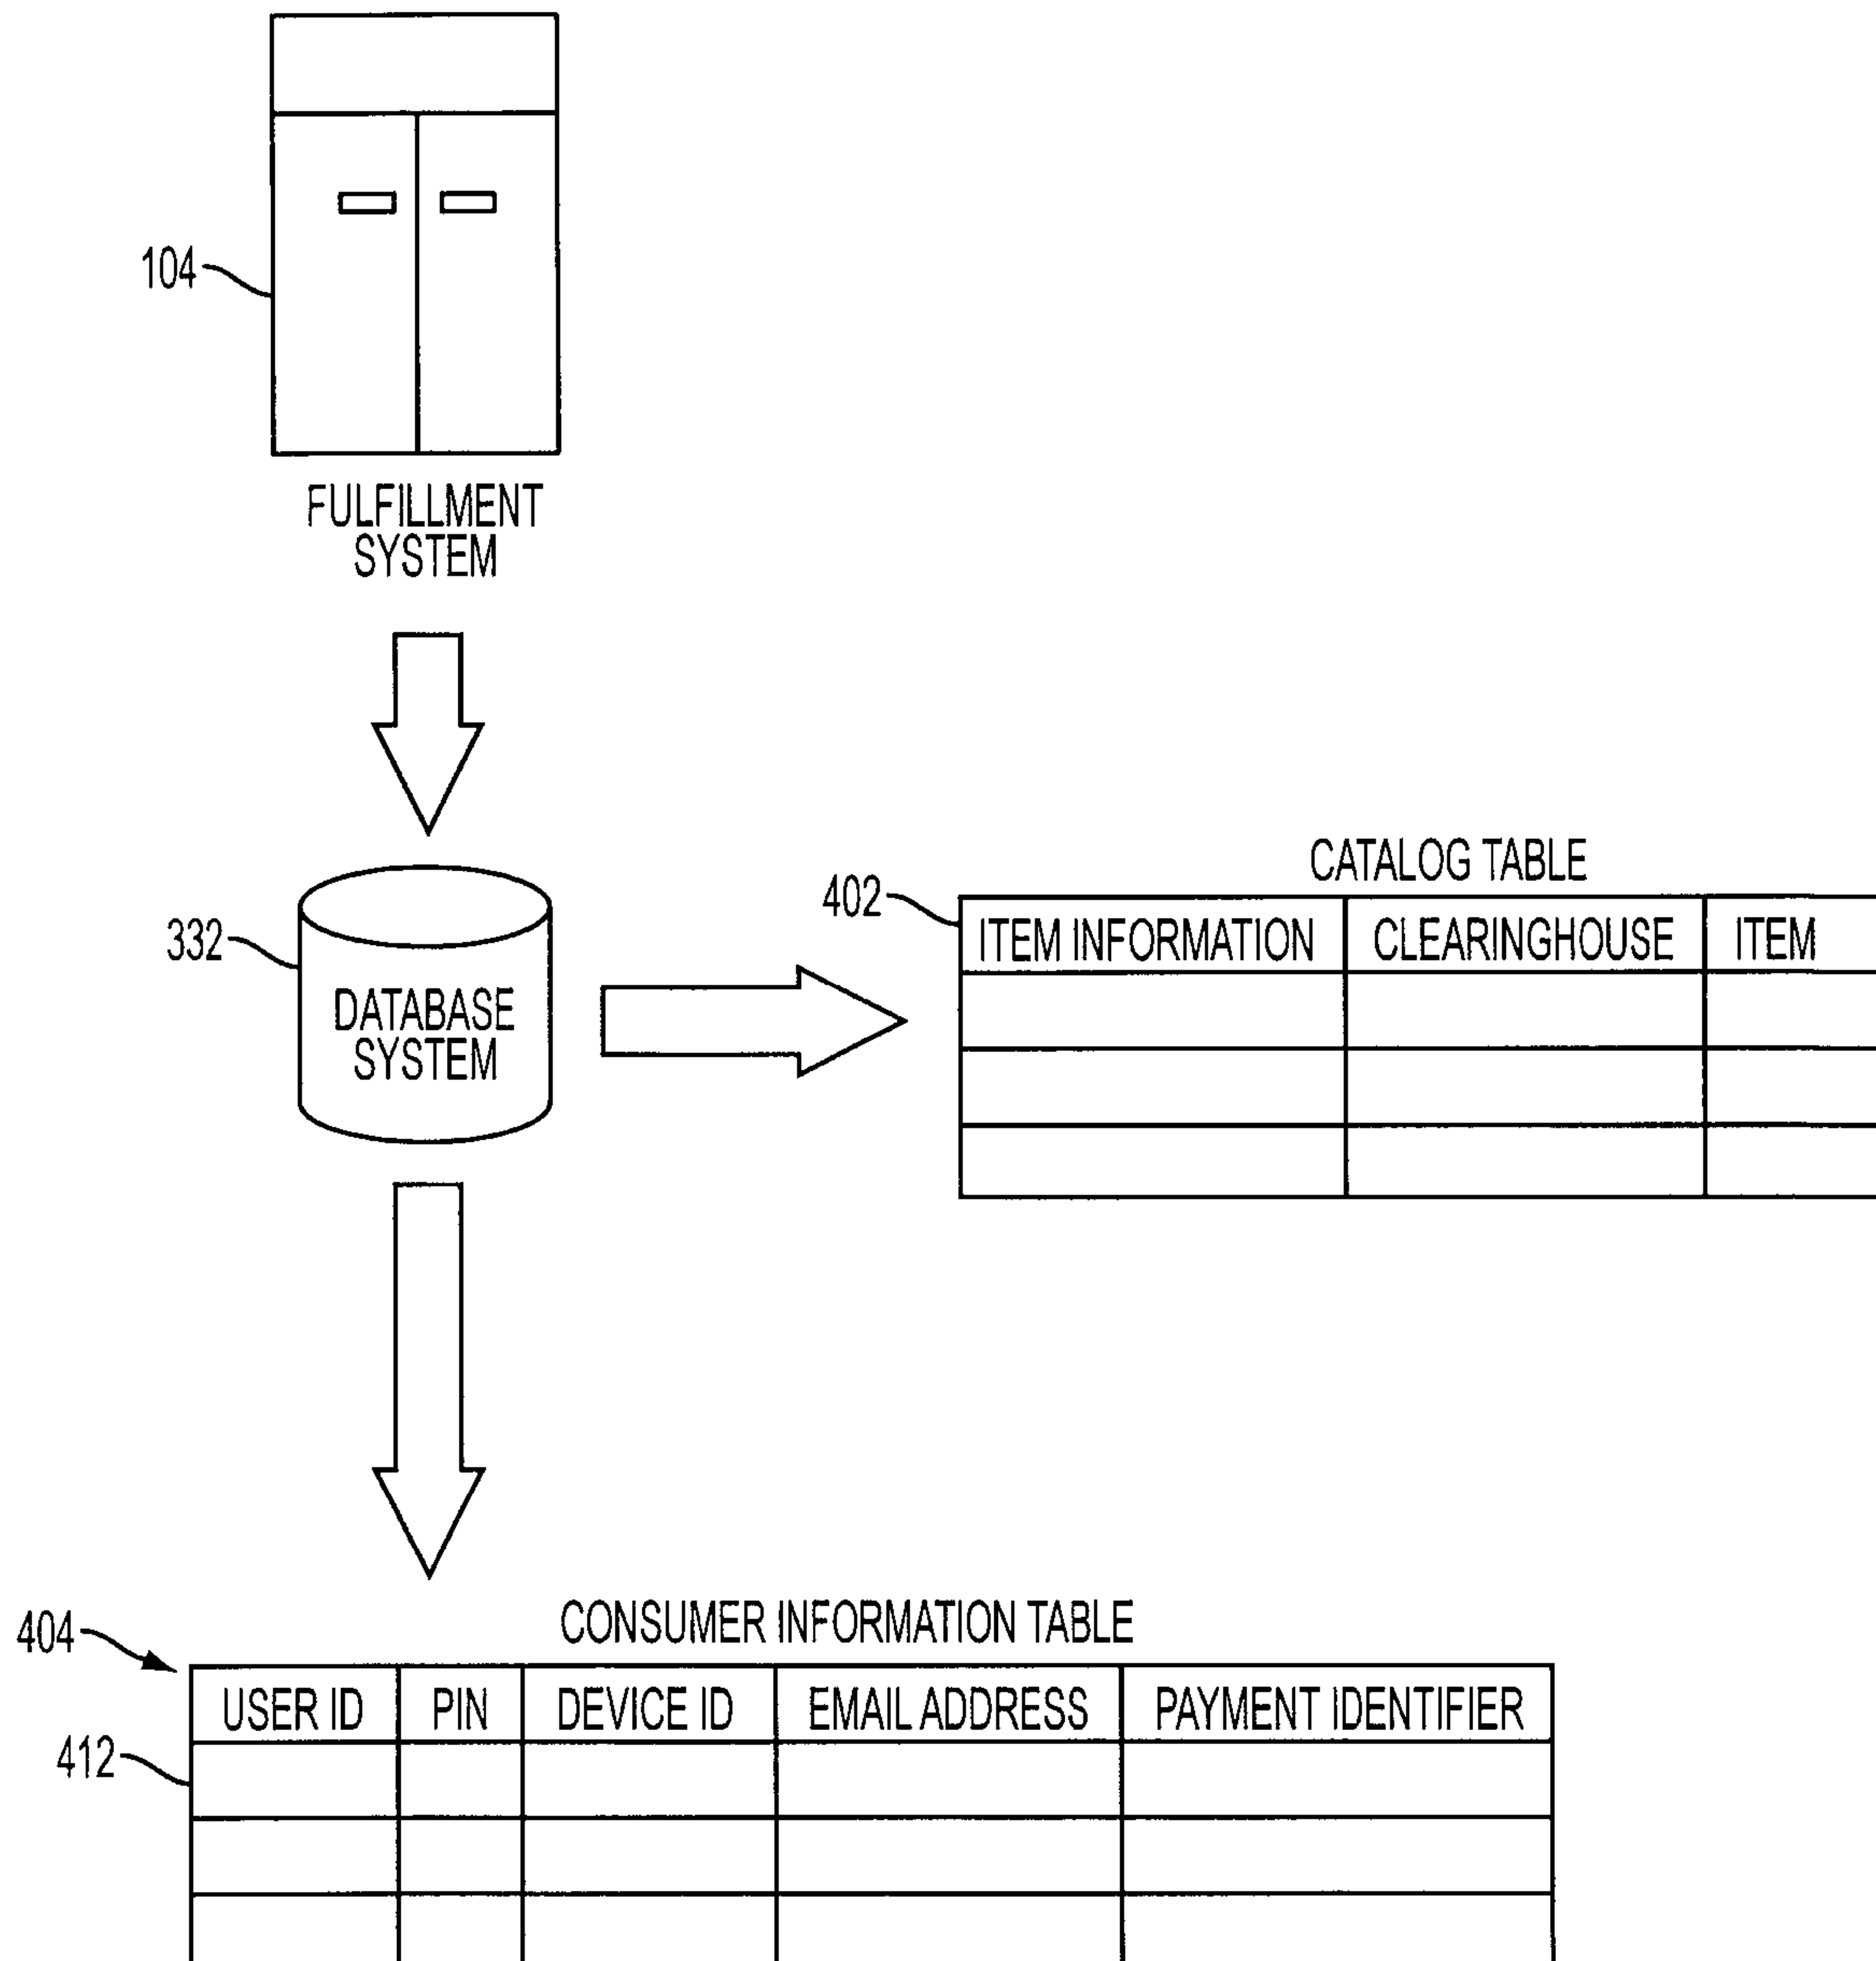 104
FULFILLMENT
SYSTEM
CATALOG TABLE
402
ITEM INFORMATION CLEARINGHOUSE ITEM
332
DATABASE
SYSTEM
CONSUMER INFORMATION TABLE
404
USER ID PIN DEVICE ID EMAIL ADDRESS PAYMENT IDENTIFIER
412